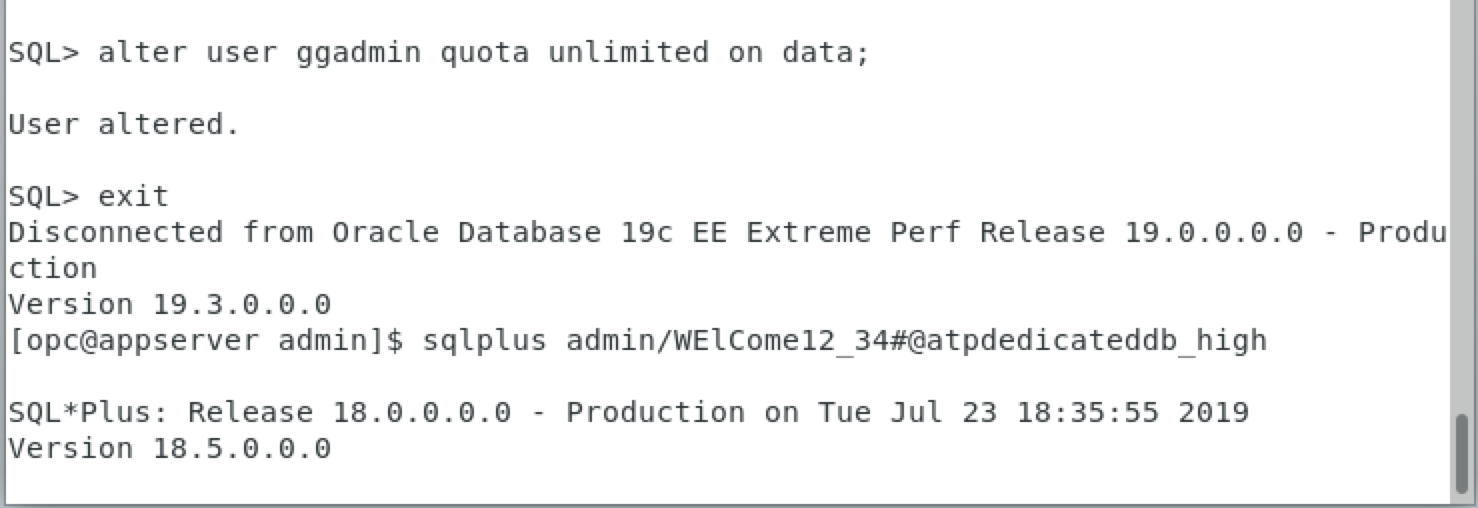 SQL> alter user ggadmin quota unlimited on data;
User altered.
SQL> exit
Disconnected from Oracle Database 19c EE Extreme Perf Release 19.0.0.0.0 - Produ
ction
Version 19.3.0.0.0
[opc@appserver admin]$ sqlplus admin/WElCome12_34#@atpdedicateddb_high
SQL*Plus: Release 18.0.0.0.0 - Production on Tue Jul 23 18:35:55 2019
Version 18.5.0.0.0